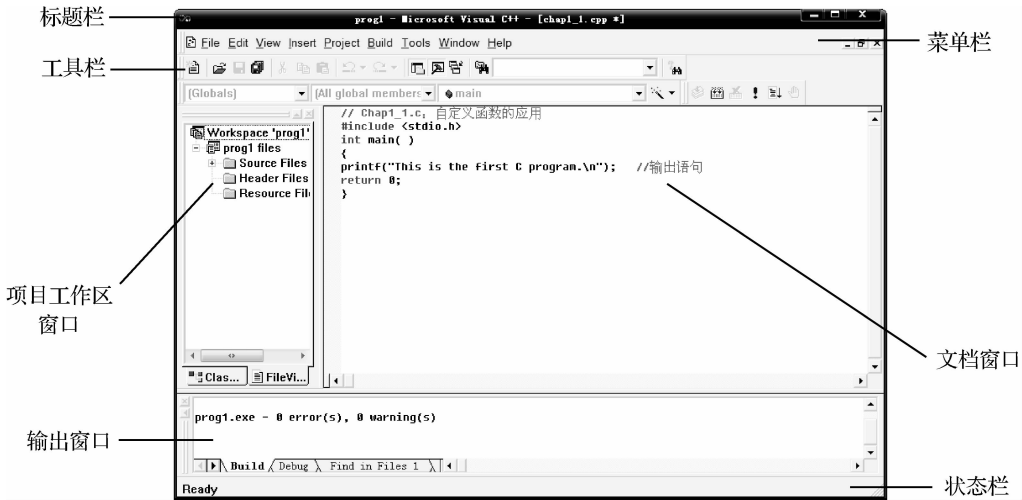 标题栏
prog1 - Microsoft Visual C++ - [chap1_1.cpp *]
File Edit View Insert Project Build Tools Window Help
菜单栏
工具栏
(Globals)
(All global members
main
// Chap1_1.c, 自定义函数的应用
#include <stdio.h>
int main( )
{
printf("This is the first C program.\n"); //输出语句
return 0;
}
Workspace 'prog1'
prog1 files
Source Files
Header Files
Resource Fil
项目工作区
窗口
Clas...
FileVi...
文档窗口
prog1.exe - 0 error(s), 0 warning(s)
输出窗口
Build Debug Find in Files 1
Ready
状态栏